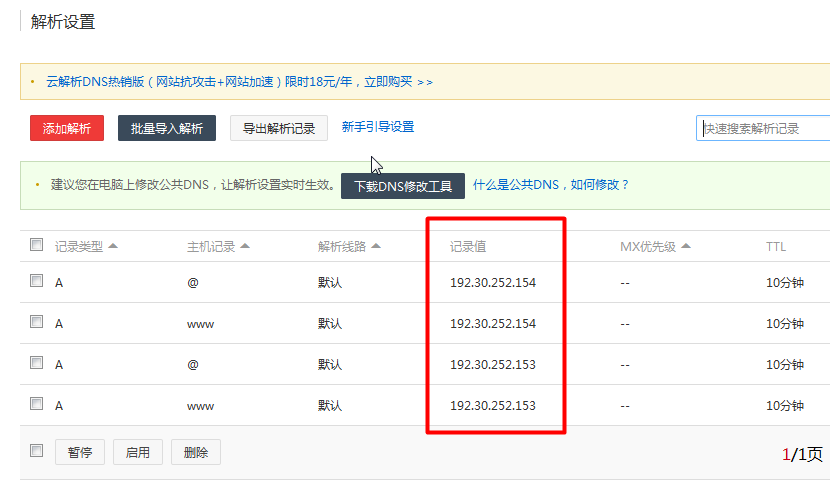 解析设置
云解析DNS热销版（网站抗攻击+网站加速）限时18元/年，立即购买 >>
添加解析 批量导入解析 导出解析记录 新手引导设置 快速搜索解析记录
建议您在电脑上修改公共DNS，让解析设置实时生效。 下载DNS修改工具 什么是公共DNS，如何修改？
记录类型 主机记录 解析线路 记录值 MX优先级 TTL
A @ 默认 192.30.252.154 -- 10分钟
A www 默认 192.30.252.154 -- 10分钟
A @ 默认 192.30.252.153 -- 10分钟
A www 默认 192.30.252.153 -- 10分钟
暂停 启用 删除 1/1页